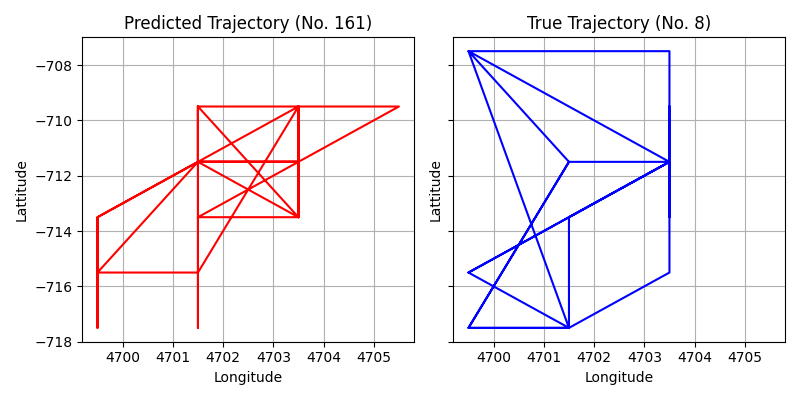 Predicted Trajectory (No. 161)
True Trajectory (No. 8)
−708
−710
−712
−714
−716
−718
Lattitude
Lattitude
4700 4701 4702 4703 4704 4705
4700 4701 4702 4703 4704 4705
Longitude
Longitude